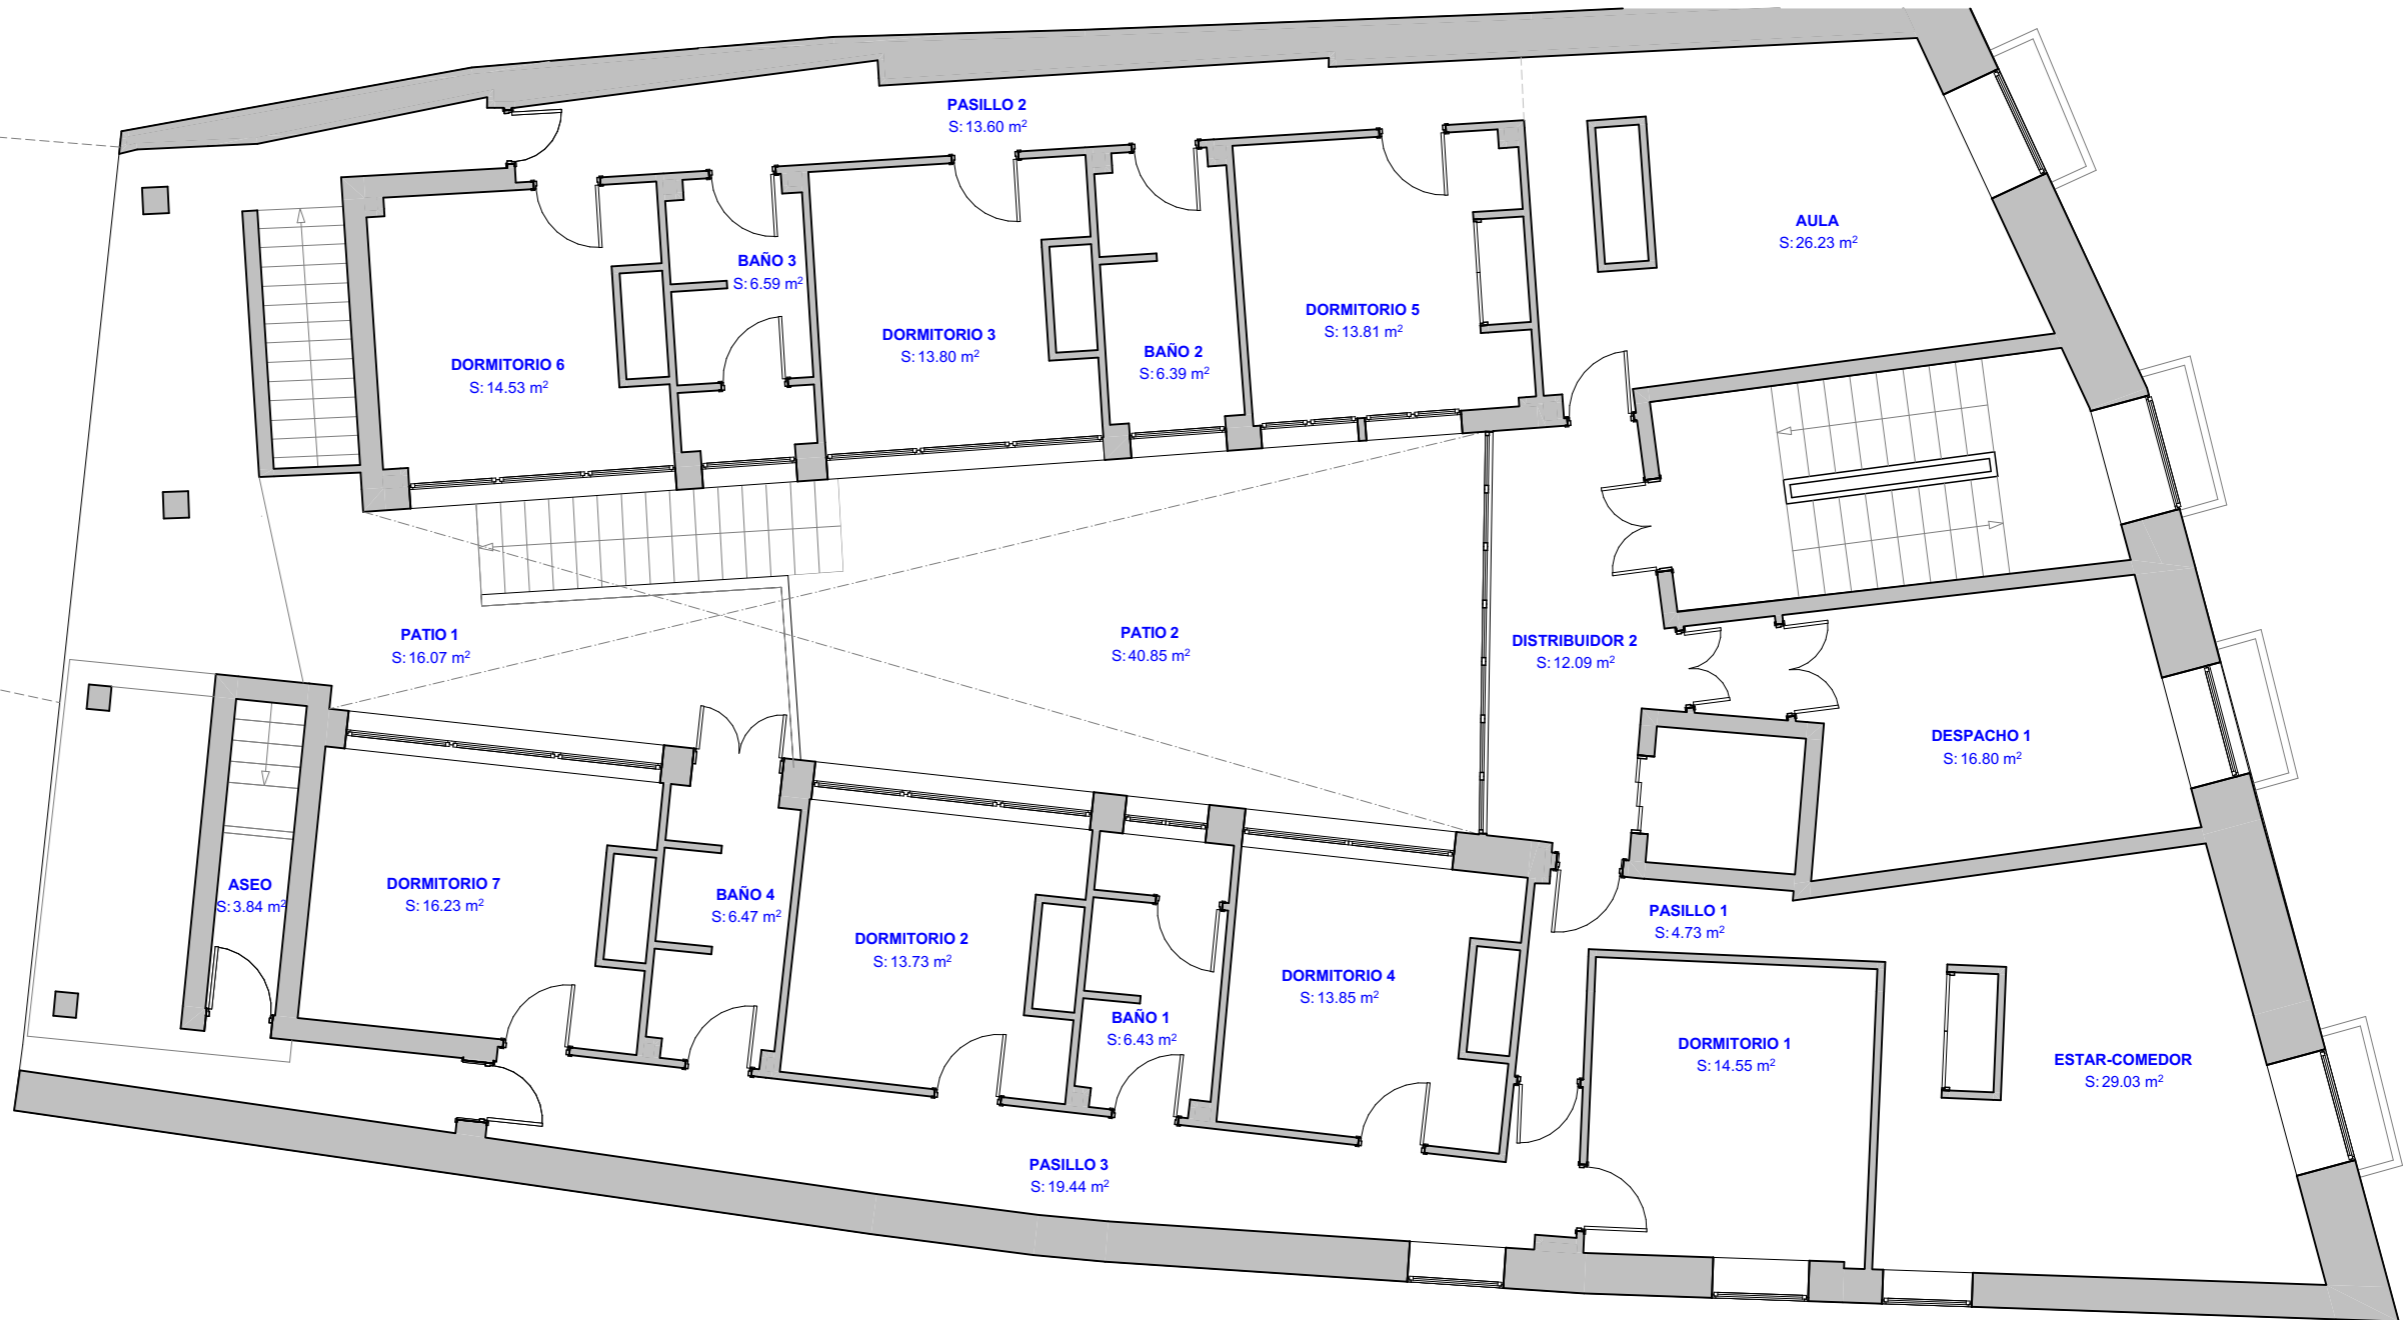 PASILLO 2
S: 13.60 m²
AULA
S: 26.23 m²
BAÑO 3
S: 6.59 m²
DORMITORIO 5
S: 13.81 m²
DORMITORIO 3
S: 13.80 m²
BAÑO 2
S: 6.39 m²
DORMITORIO 6
S: 14.53 m²
PATIO 1
S: 16.07 m²
PATIO 2
S: 40.85 m²
DISTRIBUIDOR 2
S: 12.09 m²
DESPACHO 1
S: 16.80 m²
ASEO
S: 3.84 m²
DORMITORIO 7
S: 16.23 m²
BAÑO 4
S: 6.47 m²
PASILLO 1
S: 4.73 m²
DORMITORIO 2
S: 13.73 m²
DORMITORIO 4
S: 13.85 m²
BAÑO 1
S: 6.43 m²
DORMITORIO 1
S: 14.55 m²
ESTAR-COMEDOR
S: 29.03 m²
PASILLO 3
S: 19.44 m²